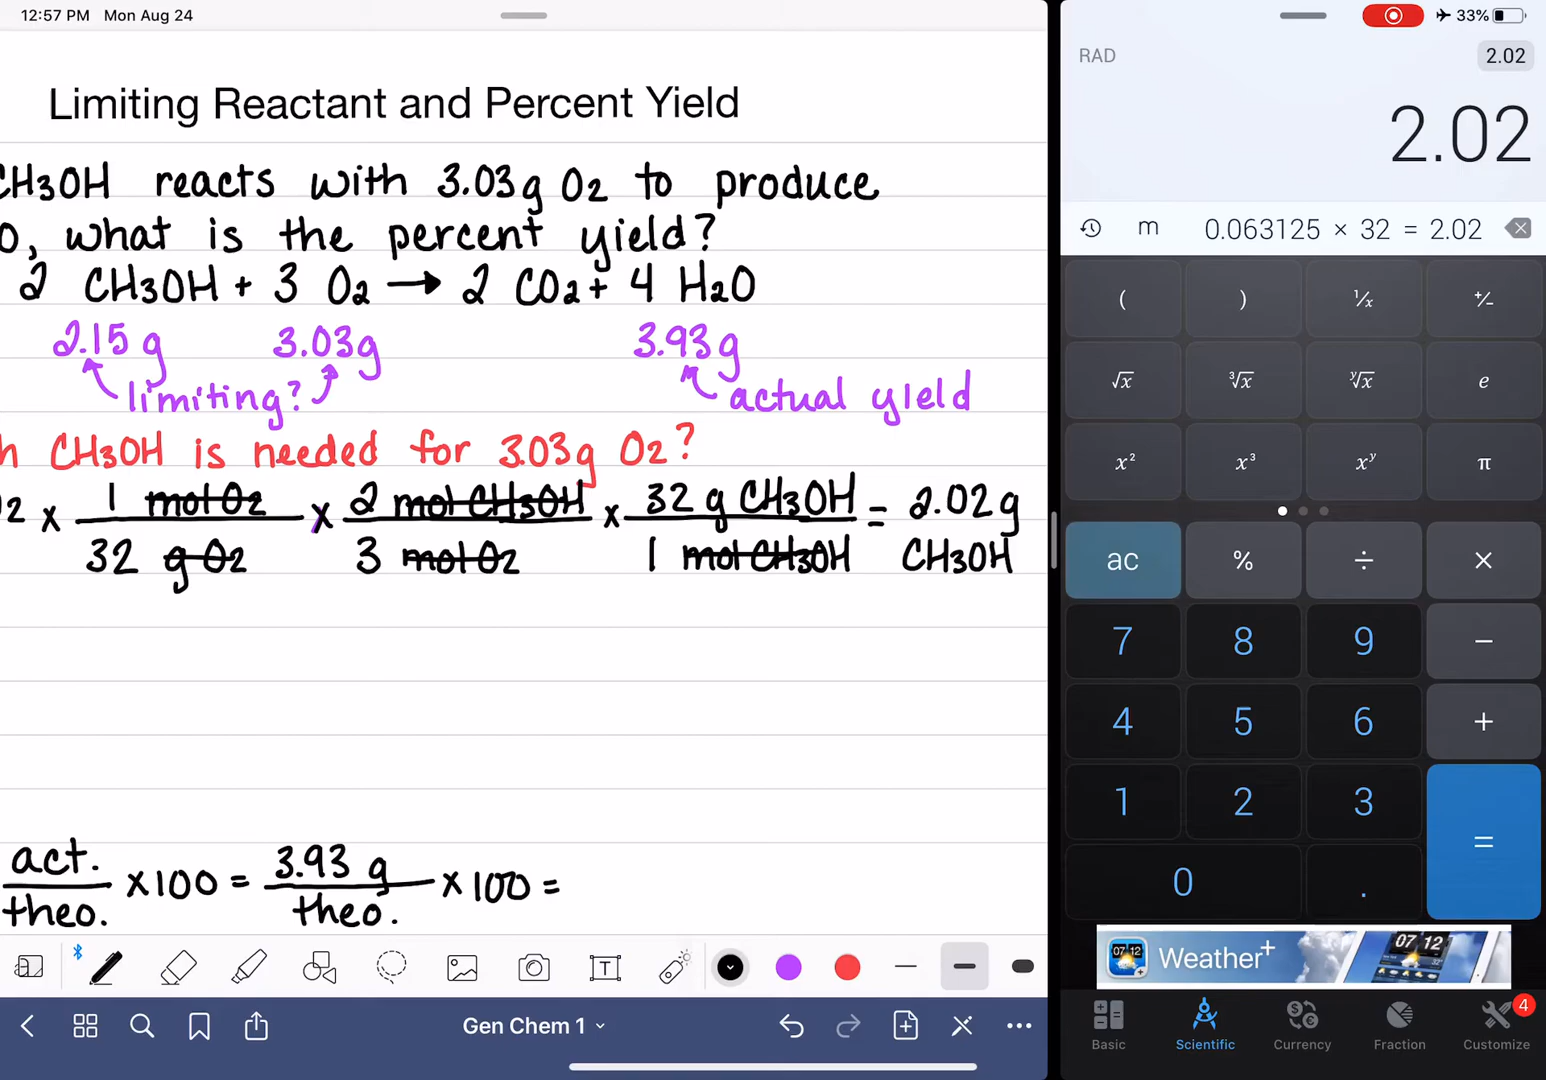 12:57 PM Mon Aug 24
33%
Limiting Reactant and Percent Yield
CH3OH reacts with 3.03g O2 to produce
O, what is the percent yield?
2 CH3OH + 3 O2 → 2 CO2 + 4 H2O
2.15 g 3.03g 3.93g
limiting? actual yield
h CH3OH is needed for 3.03g O2?
O2 x 1 mol O2 x 2 mol CH3OH x 32 g CH3OH = 2.02g
32 g O2 3 mol O2 1 mol CH3OH CH3OH
act. x100 = 3.93 g x 100 =
theo. theo.
Gen Chem 1
RAD 2.02
2.02
m 0.063125 × 32 = 2.02
( ) 1/x +/-
√x ³√x ʸ√x e
x² x³ xʸ π
ac % ÷ ×
7 8 9 −
4 5 6 +
1 2 3 =
0 .
07 12 Weather+ 07 12
Basic Scientific Currency Fraction Customize 4